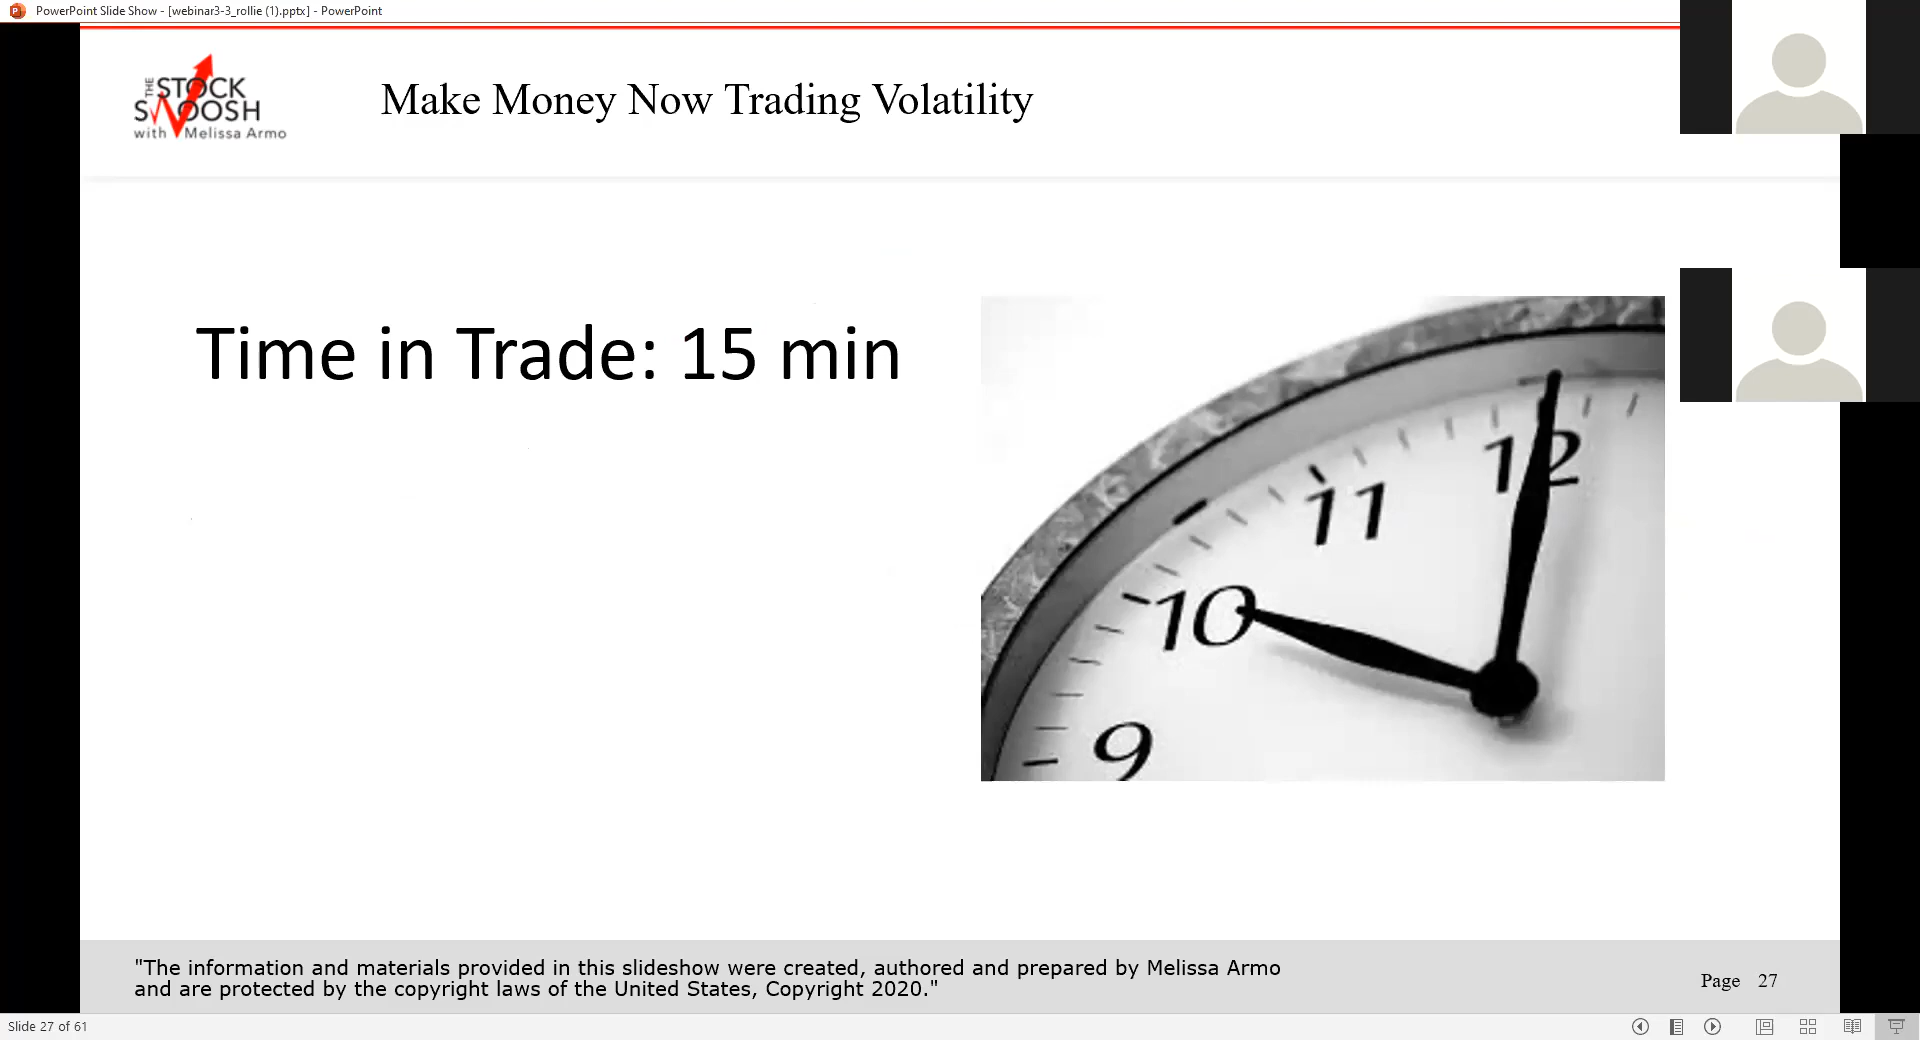 PowerPoint Slide Show - [webinar3-3_rollie (1).pptx] - PowerPoint
THE STOCK
SWOOSH
with Melissa Armo
Make Money Now Trading Volatility
Time in Trade: 15 min
12
11
10
9
"The information and materials provided in this slideshow were created, authored and prepared by Melissa Armo
and are protected by the copyright laws of the United States, Copyright 2020."
Page 27
Slide 27 of 61